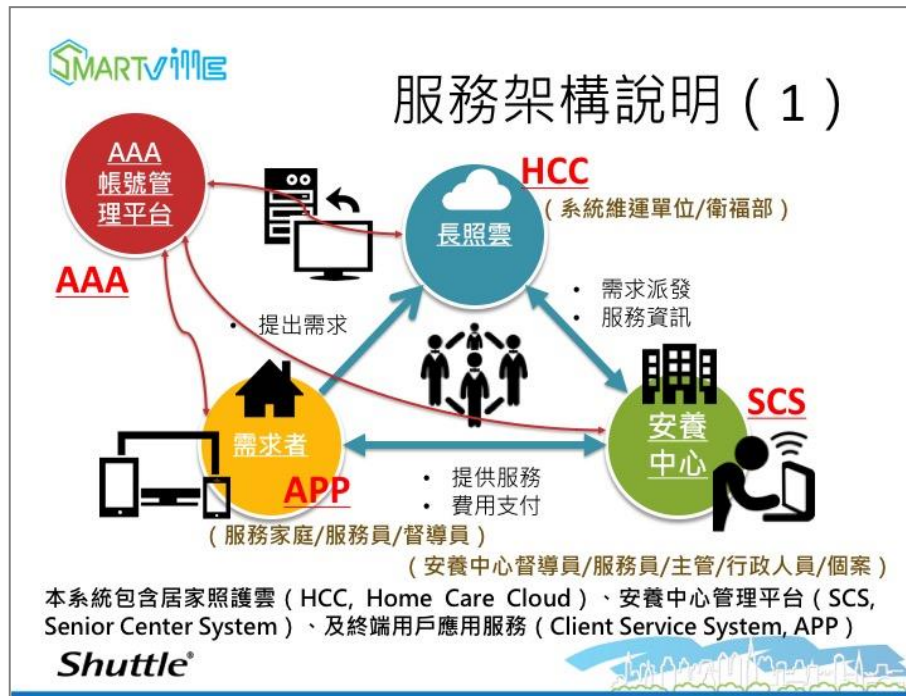 SMARTVILLE
服務架構說明（1）
AAA
帳號管
理平台
AAA
HCC
（系統維運單位/衛福部）
長照雲
• 提出需求
• 需求派發
• 服務資訊
需求者
APP
（服務家庭/服務員/督導員）
安養
中心
SCS
• 提供服務
• 費用支付
（安養中心督導員/服務員/主管/行政人員/個案）
本系統包含居家照護雲（HCC, Home Care Cloud）、安養中心管理平台（SCS,
Senior Center System）、及終端用戶應用服務（Client Service System, APP）
Shuttle®